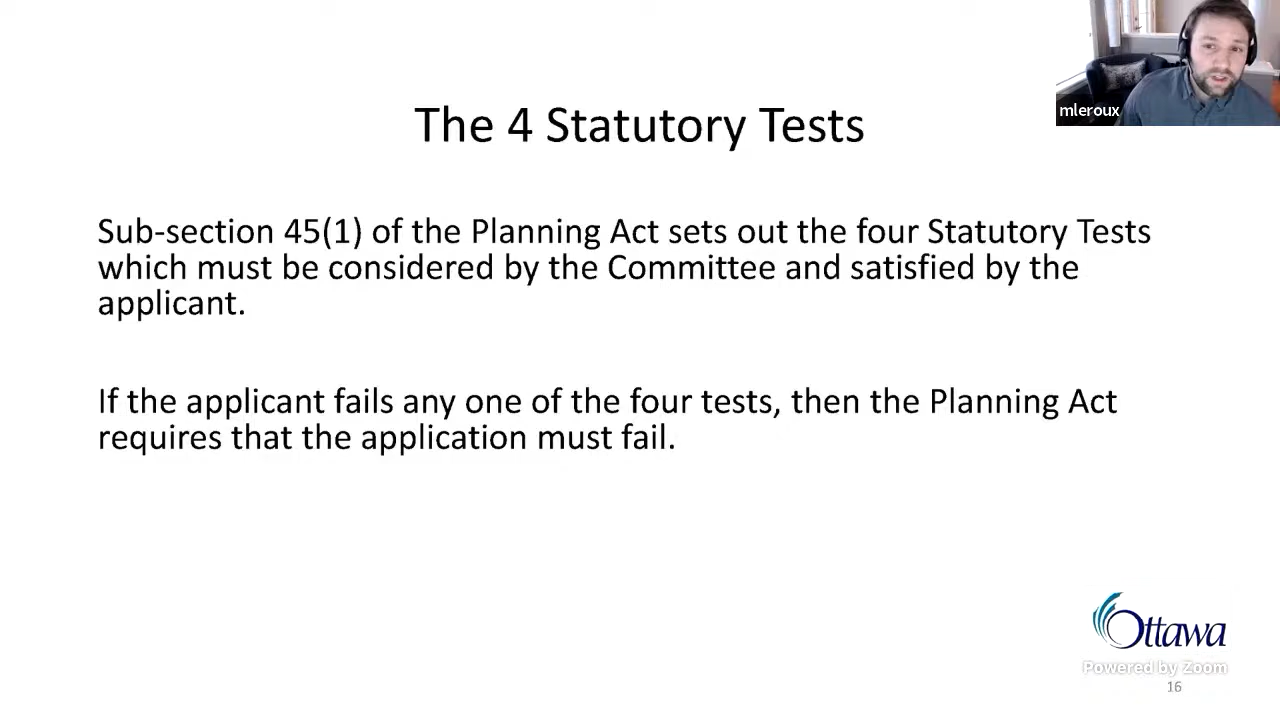 mleroux
The 4 Statutory Tests
Sub-section 45(1) of the Planning Act sets out the four Statutory Tests
which must be considered by the Committee and satisfied by the
applicant.
If the applicant fails any one of the four tests, then the Planning Act
requires that the application must fail.
Ottawa
Powered by Zoom
16